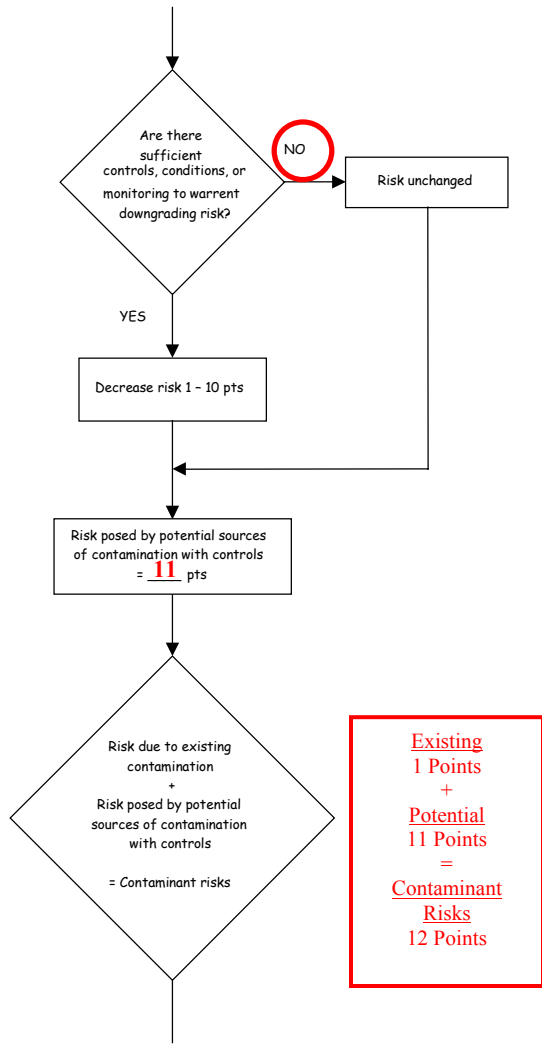 Are there
sufficient
controls, conditions, or
monitoring to warrent
downgrading risk?
NO
Risk unchanged
YES
Decrease risk 1 – 10 pts
Risk posed by potential sources
of contamination with controls
= 11 pts
Risk due to existing
contamination
+
Risk posed by potential
sources of contamination
with controls
= Contaminant risks
Existing
1 Points
+
Potential
11 Points
=
Contaminant
Risks
12 Points